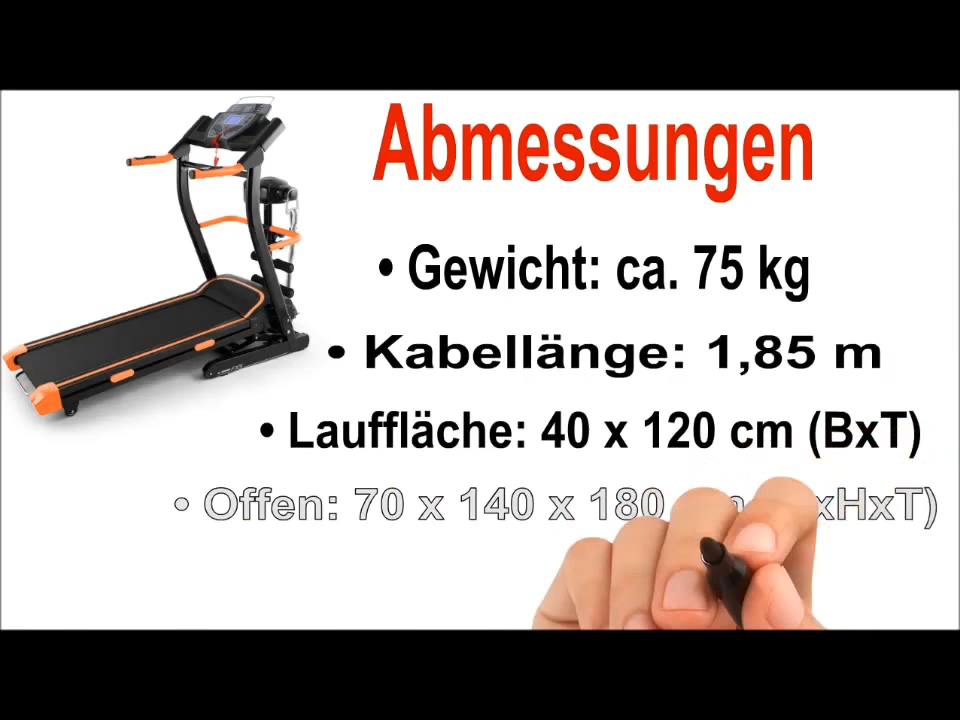 Abmessungen
• Gewicht: ca. 75 kg
• Kabellänge: 1,85 m
• Lauffläche: 40 x 120 cm (BxT)
• Offen: 70 x 140 x 180 xHxT)